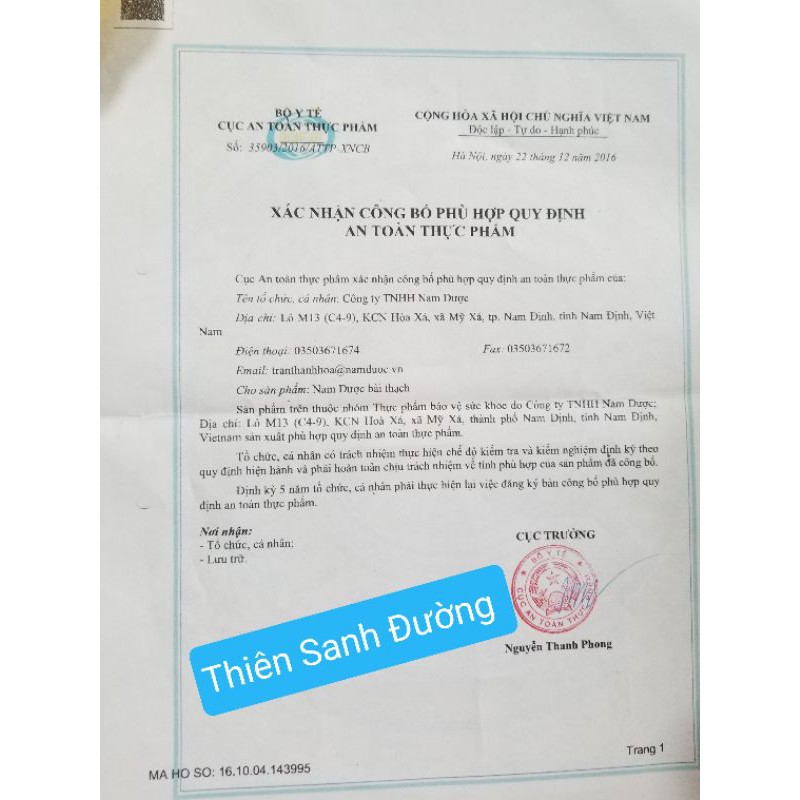 BỘ Y TẾ
CỤC AN TOÀN THỰC PHẨM
Số: 35903/2016/ATTP-XNCB
CỘNG HÒA XÃ HỘI CHỦ NGHĨA VIỆT NAM
Độc lập - Tự do - Hạnh phúc
Hà Nội, ngày 22 tháng 12 năm 2016
XÁC NHẬN CÔNG BỐ PHÙ HỢP QUY ĐỊNH
AN TOÀN THỰC PHẨM
Cục An toàn thực phẩm xác nhận công bố phù hợp quy định an toàn thực phẩm của:
Tên tổ chức, cá nhân: Công ty TNHH Nam Dược
Địa chỉ: Lô M13 (C4-9), KCN Hòa Xá, xã Mỹ Xá, tp. Nam Định, tỉnh Nam Định, Việt
Nam
Điện thoại: 03503671674 Fax: 03503671672
Email: tranthanhhoa@namduoc.vn
Cho sản phẩm: Nam Dược bài thạch
Sản phẩm trên thuộc nhóm Thực phẩm bảo vệ sức khỏe do Công ty TNHH Nam Dược;
Địa chỉ: Lô M13 (C4-9), KCN Hoà Xá, xã Mỹ Xá, thành phố Nam Định, tỉnh Nam Định,
Vietnam sản xuất phù hợp quy định an toàn thực phẩm.
Tổ chức, cá nhân có trách nhiệm thực hiện chế độ kiểm tra và kiểm nghiệm định kỳ theo
quy định hiện hành và phải hoàn toàn chịu trách nhiệm về tính phù hợp của sản phẩm đã công bố.
Định kỳ 5 năm tổ chức, cá nhân phải thực hiện lại việc đăng ký bản công bố phù hợp quy
định an toàn thực phẩm.
Nơi nhận:
- Tổ chức, cá nhân;
- Lưu trữ.
CỤC TRƯỞNG
BỘ Y TẾ
CỤC AN TOÀN THỰC
Nguyễn Thanh Phong
Thiên Sanh Đường
Trang 1
MA HO SO: 16.10.04.143995